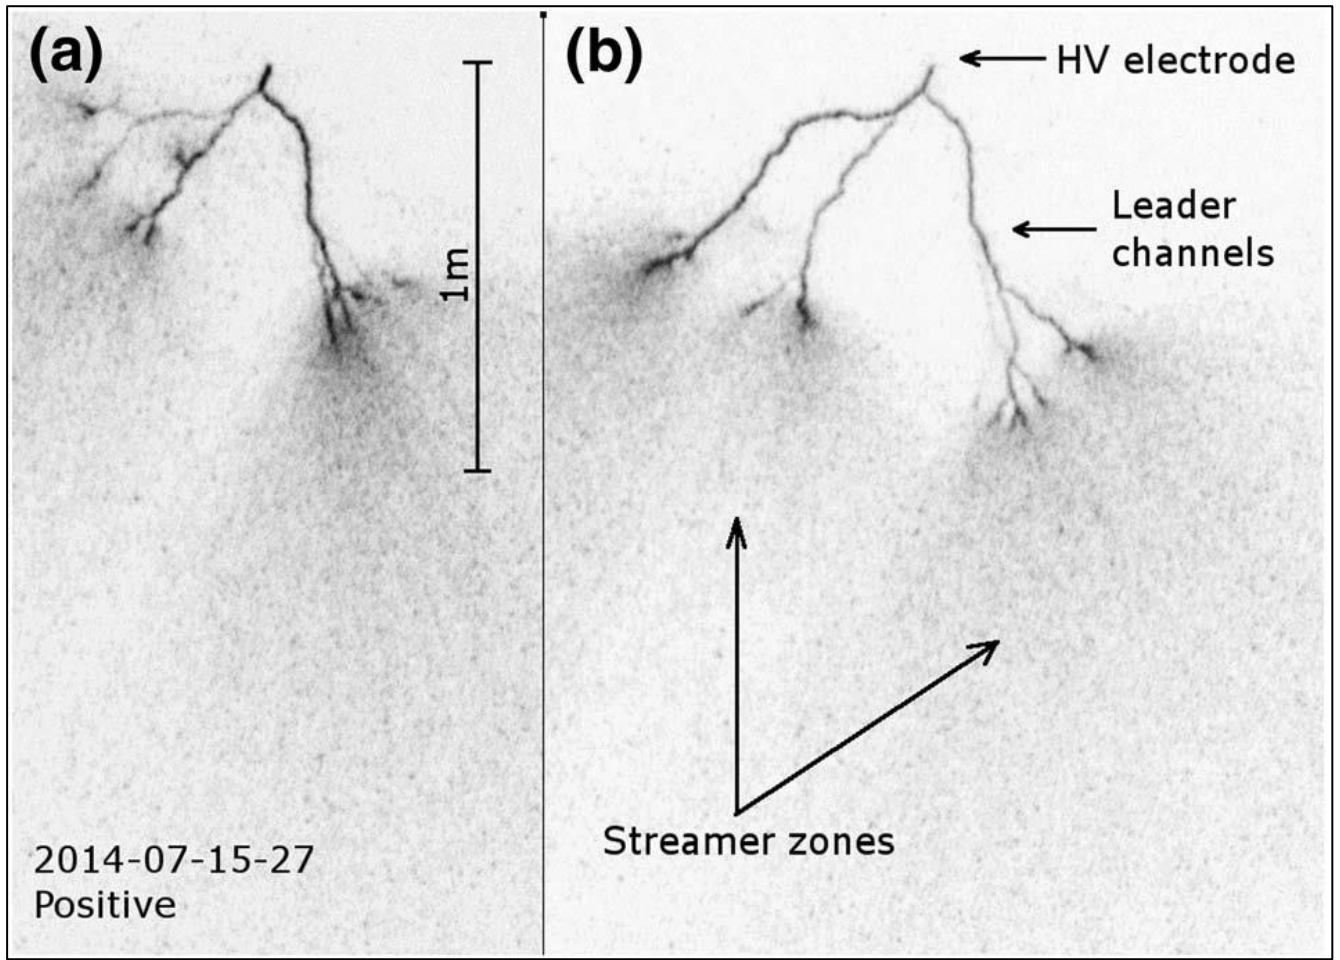 (a)
1m
2014-07-15-27
Positive
(b)
HV electrode
Leader
channels
Streamer zones